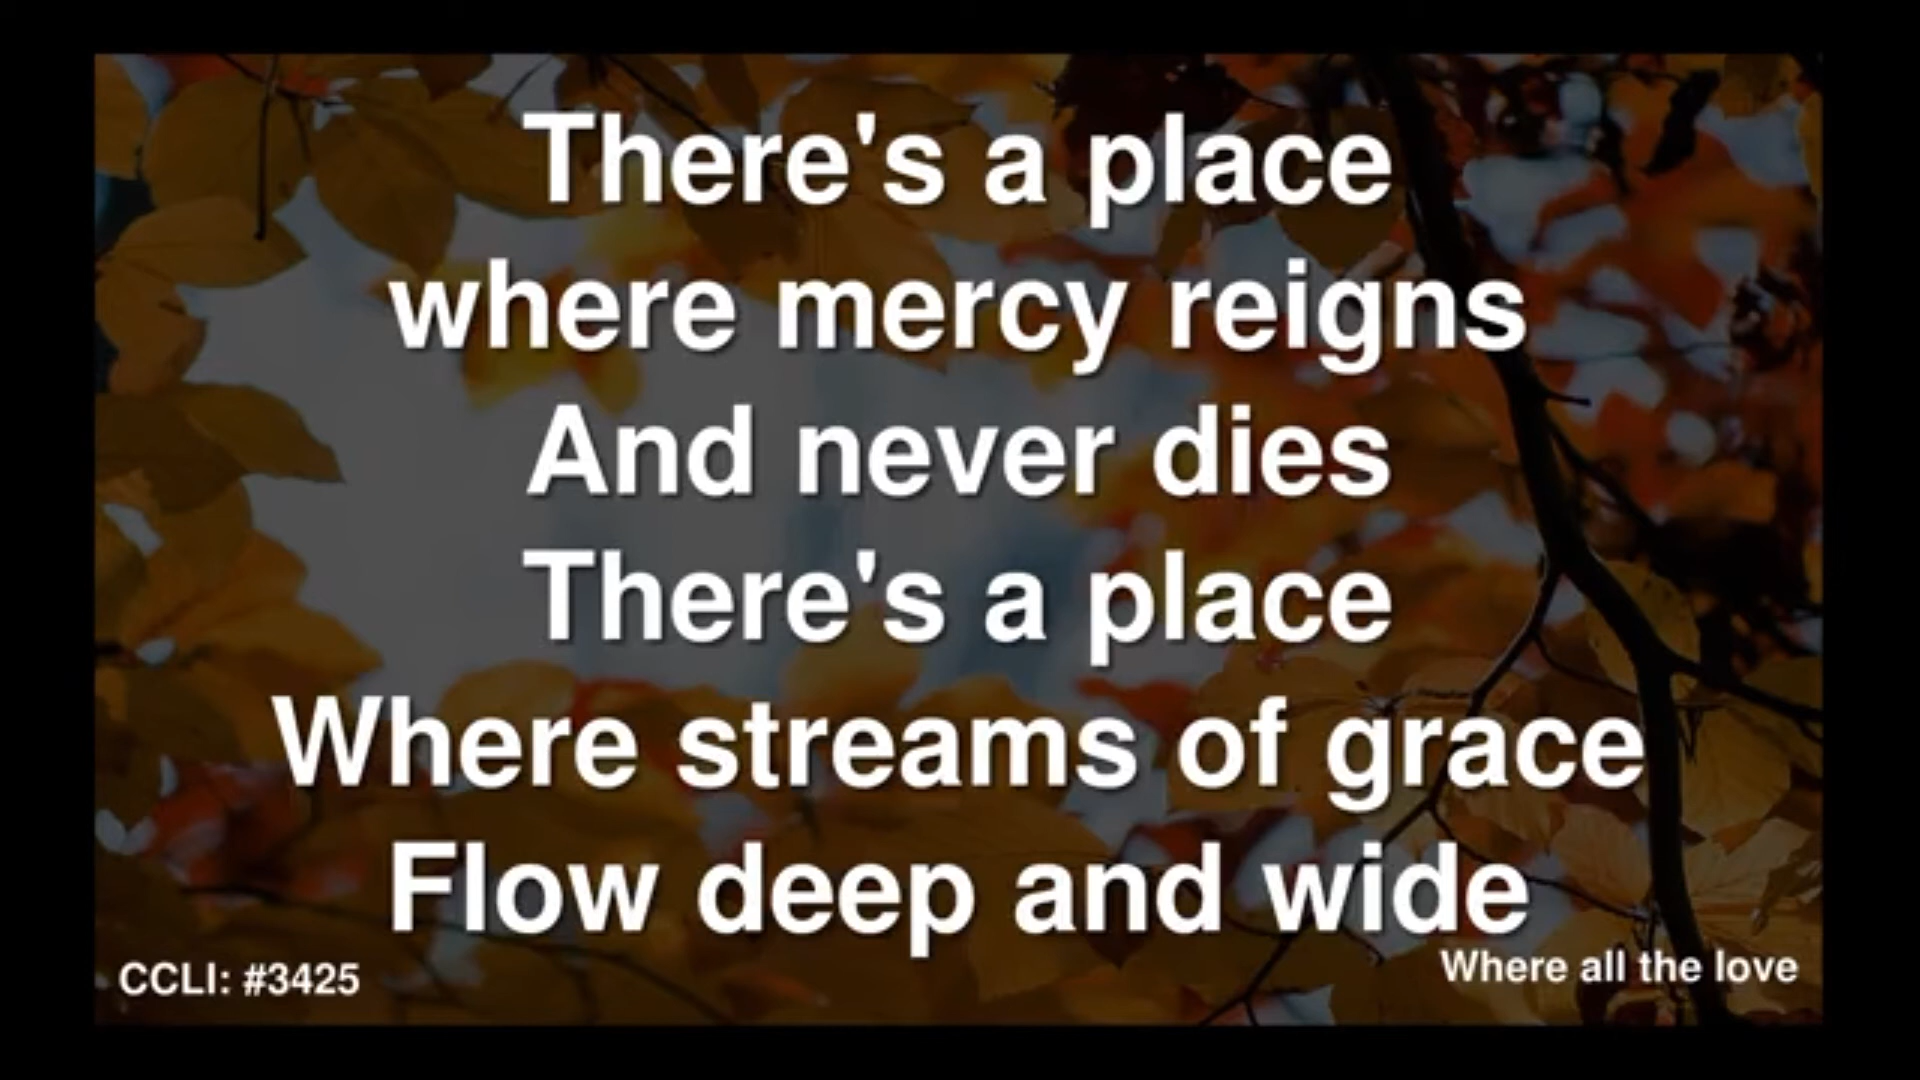 There's a place
where mercy reigns
And never dies
There's a place
Where streams of grace
Flow deep and wide
Where all the love
CCLI: #3425